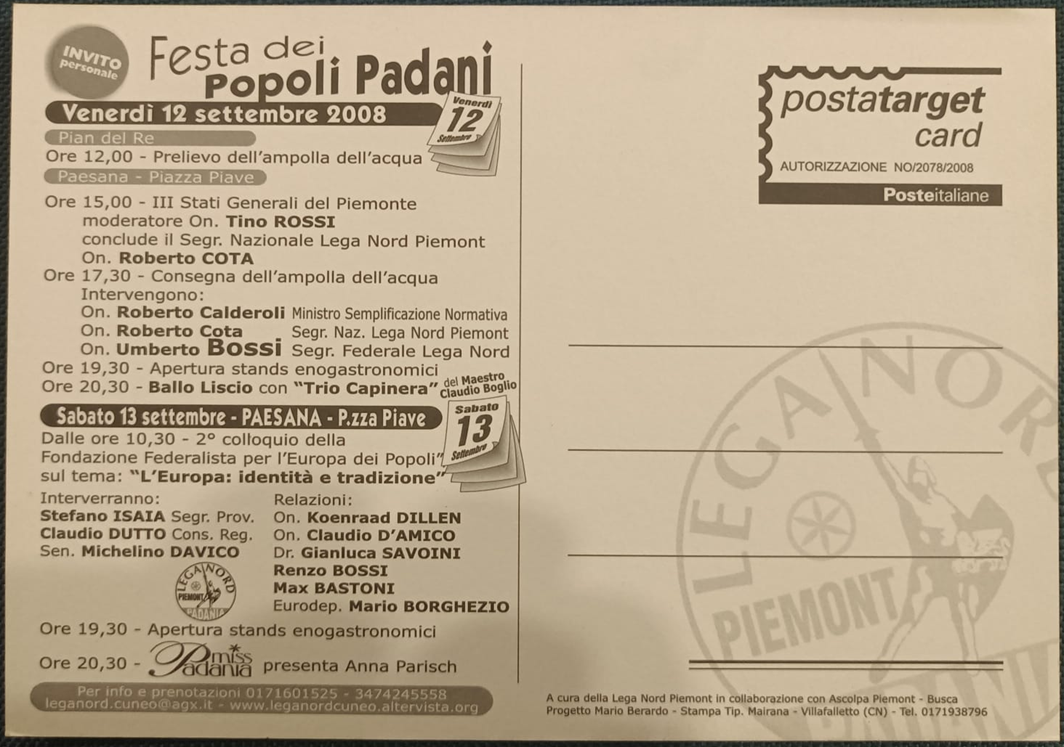 INVITO
personale
Festa dei
Popoli Padani
Venerdì 12 settembre 2008
Venerdì
12
Settembre
Pian del Re
Ore 12,00 - Prelievo dell'ampolla dell'acqua
Paesana - Piazza Piave
Ore 15,00 - III Stati Generali del Piemonte
moderatore On. Tino ROSSI
conclude il Segr. Nazionale Lega Nord Piemont
On. Roberto COTA
Ore 17,30 - Consegna dell'ampolla dell'acqua
Intervengono:
On. Roberto Calderoli Ministro Semplificazione Normativa
On. Roberto Cota Segr. Naz. Lega Nord Piemont
On. Umberto Bossi Segr. Federale Lega Nord
Ore 19,30 - Apertura stands enogastronomici
Ore 20,30 - Ballo Liscio con "Trio Capinera" del Maestro
Claudio Boglio
Sabato 13 settembre - PAESANA - P.zza Piave
Sabato
13
Settembre
Dalle ore 10,30 - 2° colloquio della
Fondazione Federalista per l'Europa dei Popoli"
sul tema: "L'Europa: identità e tradizione"
Interverranno:
Stefano ISAIA Segr. Prov.
Claudio DUTTO Cons. Reg.
Sen. Michelino DAVICO
Relazioni:
On. Koenraad DILLEN
On. Claudio D'AMICO
Dr. Gianluca SAVOINI
Renzo BOSSI
Max BASTONI
Eurodep. Mario BORGHEZIO
LEGA NORD
PIEMONT
PADANIA
Ore 19,30 - Apertura stands enogastronomici
Ore 20,30 - miss Padania presenta Anna Parisch
Per info e prenotazioni 0171601525 - 3474245558
leganord.cuneo@agx.it - www.leganordcuneo.altervista.org
postatarget
card
AUTORIZZAZIONE NO/2078/2008
Posteitaliane
LEGA NORD
PIEMONT
PADANIA
A cura della Lega Nord Piemont in collaborazione con Ascolpa Piemont - Busca
Progetto Mario Berardo - Stampa Tip. Mairana - Villafalletto (CN) - Tel. 0171938796